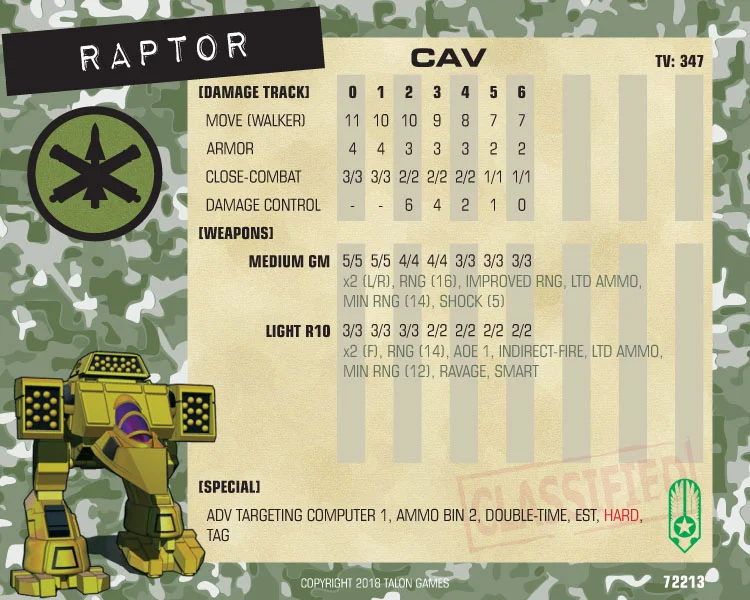 RAPTOR
CAV
TV: 347
[DAMAGE TRACK] 0 1 2 3 4 5 6
MOVE (WALKER) 11 10 10 9 8 7 7
ARMOR 4 4 3 3 3 2 2
CLOSE-COMBAT 3/3 3/3 2/2 2/2 2/2 1/1 1/1
DAMAGE CONTROL - - 6 4 2 1 0
[WEAPONS]
MEDIUM GM 5/5 5/5 4/4 4/4 3/3 3/3 3/3
x2 (L/R), RNG (16), IMPROVED RNG, LTD AMMO,
MIN RNG (14), SHOCK (5)
LIGHT R10 3/3 3/3 3/3 2/2 2/2 2/2 2/2
x2 (F), RNG (14), AOE 1, INDIRECT-FIRE, LTD AMMO,
MIN RNG (12), RAVAGE, SMART
[SPECIAL]
CLASSIFIED
ADV TARGETING COMPUTER 1, AMMO BIN 2, DOUBLE-TIME, EST, HARD,
TAG
COPYRIGHT 2018 TALON GAMES
72213